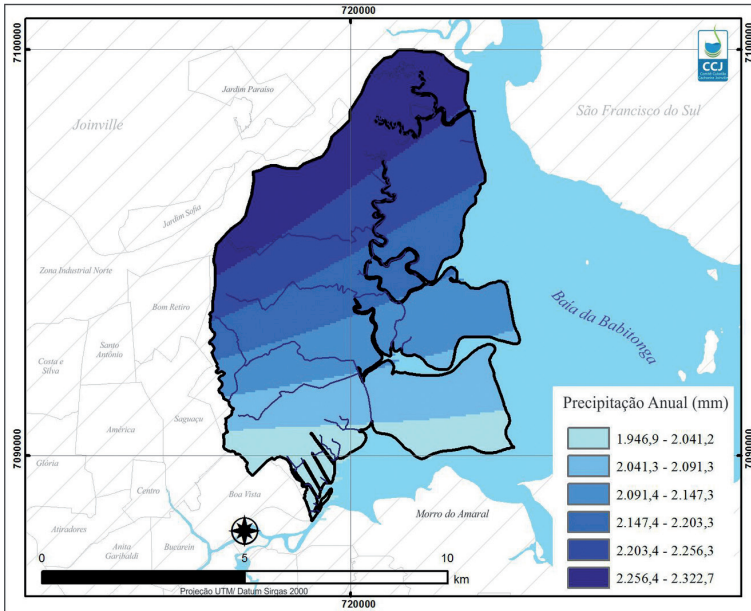 720000
7100000
7100000
CCJ
Jardim Paraíso
Joinville
São Francisco do Sul
Jardim Sofia
Zona Industrial Norte
Bom Retiro
Baía da Babitonga
Santo
Antônio
Costa e
Silva
Saguaçu
América
Precipitação Anual (mm)
1.946,9 - 2.041,2
2.041,3 - 2.091,3
2.091,4 - 2.147,3
2.147,4 - 2.203,3
2.203,4 - 2.256,3
2.256,4 - 2.322,7
7090000
7090000
Glória
Centro
Boa Vista
Morro do Amaral
Atiradores
Anita
Garibaldi
Bucarein
0
5
10
km
Projeção UTM/ Datum Sirgas 2000
720000